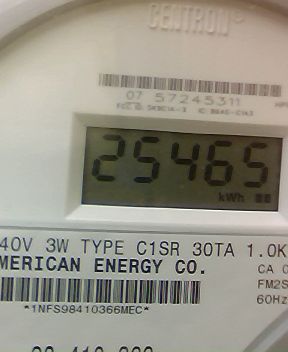 CENTRON®
07 57245311
25465
kWh
40V 3W TYPE C1SR 30TA 1.0K
MERICAN ENERGY CO.
CA 0
FM2S
60Hz
*1NFS98410366MEC*